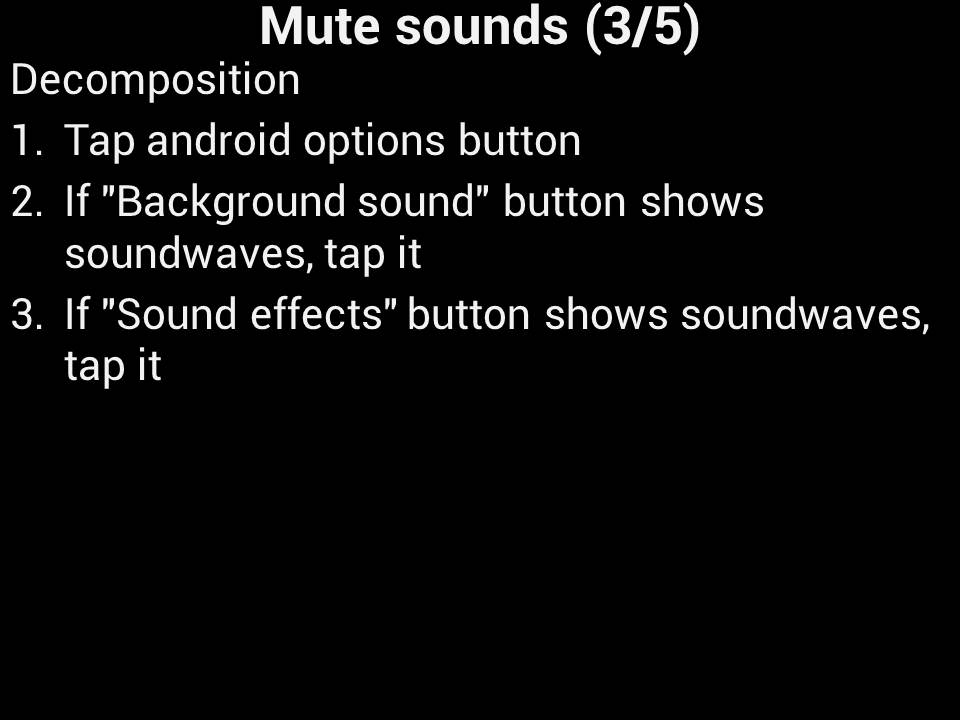 Mute sounds (3/5)
Decomposition
1. Tap android options button
2. If "Background sound" button shows
soundwaves, tap it
3. If "Sound effects" button shows soundwaves,
tap it